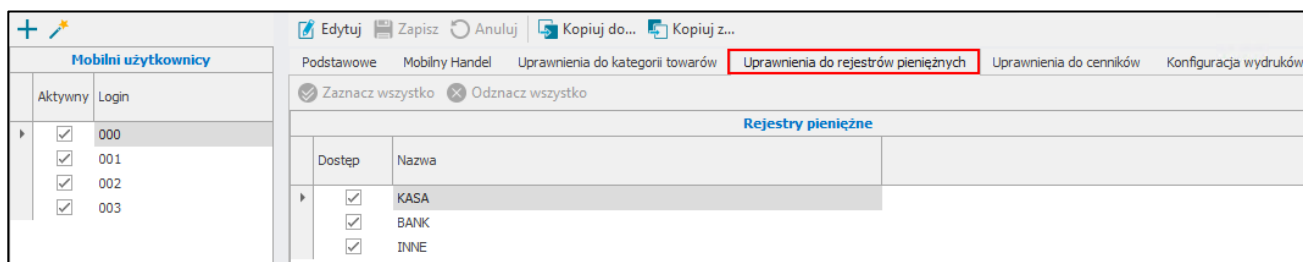 Edytuj Zapisz Anuluj Kopiuj do... Kopiuj z...
Mobilni użytkownicy
Podstawowe Mobilny Handel Uprawnienia do kategorii towarów Uprawnienia do rejestrów pieniężnych Uprawnienia do cenników Konfiguracja wydruków
Aktywny Login
Zaznacz wszystko Odznacz wszystko
Rejestry pieniężne
Dostęp Nazwa
000
001
002
003
KASA
BANK
INNE